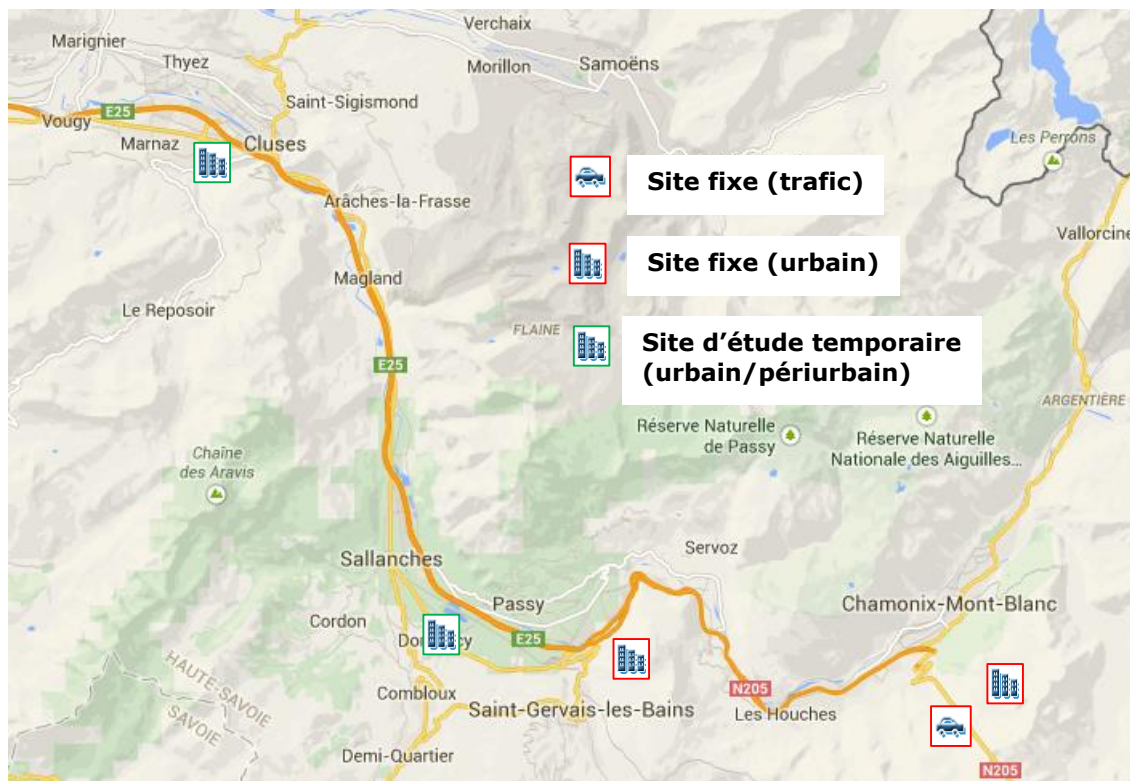 Verchaix
Marignier
Thyez
Morillon
Samoëns
Saint-Sigismond
E25
Vougy
Marnaz
Cluses
Les Perrons
Site fixe (trafic)
Arâches-la-Frasse
Vallorcine
Site fixe (urbain)
Magland
Le Reposoir
FLAINE
Site d’étude temporaire
(urbain/périurbain)
E25
ARGENTIÈRE
Réserve Naturelle
de Passy
Réserve Naturelle
Nationale des Aiguilles...
Chaîne
des Aravis
Servoz
Sallanches
Passy
Chamonix-Mont-Blanc
Cordon
E25
HAUTE-SAVOIE
SAVOIE
Combloux
N205
Saint-Gervais-les-Bains
Les Houches
Demi-Quartier
N205